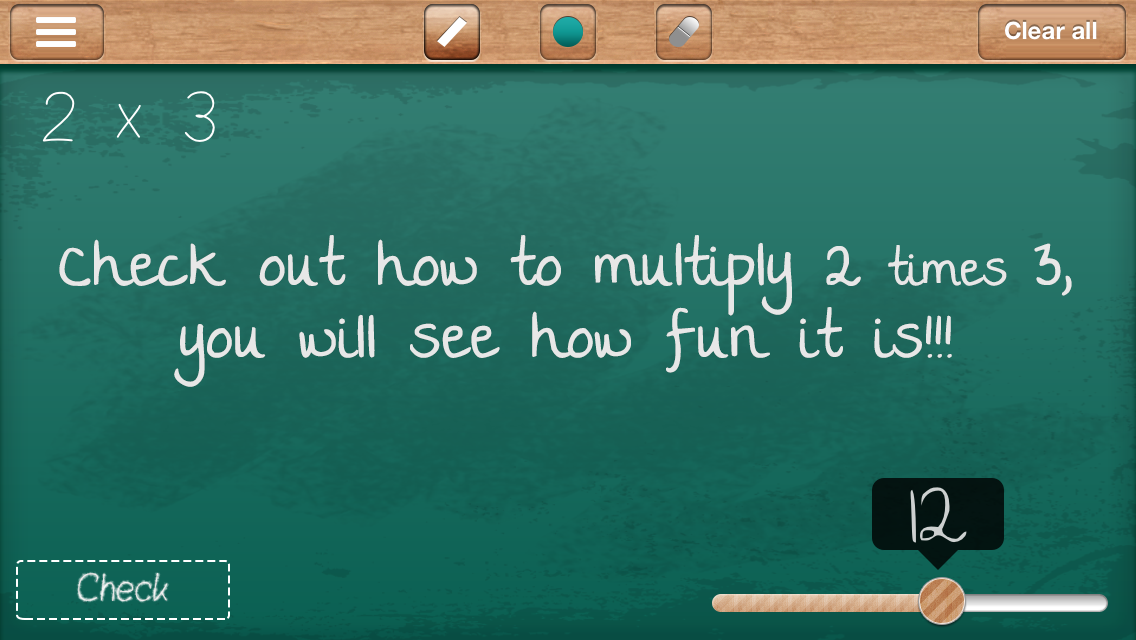 Clear all
2 x 3
Check out how to multiply 2 times 3,
you will see how fun it is!!!
12
Check